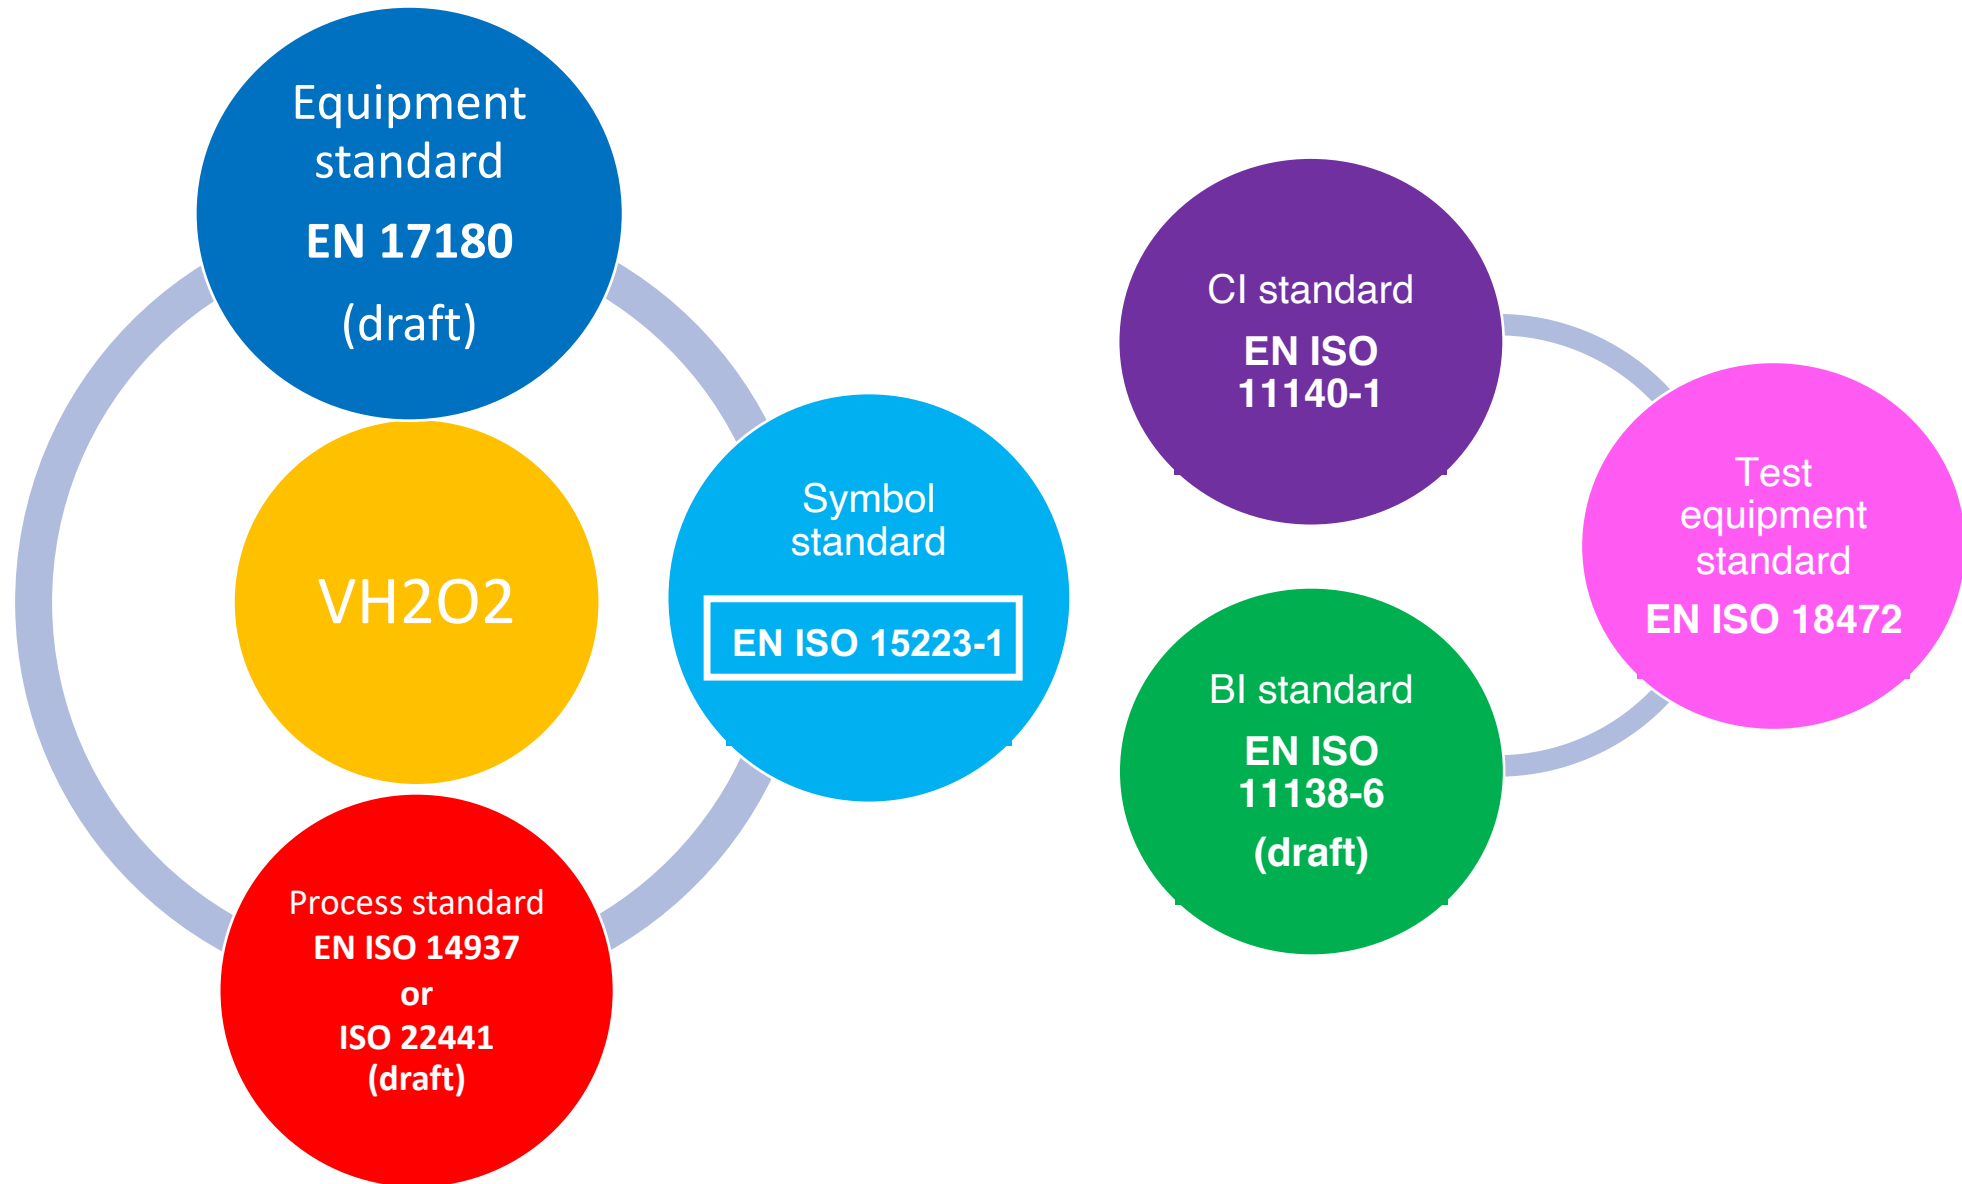 Equipment
standard
EN 17180
(draft)
VH2O2
Symbol
standard
EN ISO 15223-1
Process standard
EN ISO 14937
or
ISO 22441
(draft)
CI standard
EN ISO
11140-1
Test
equipment
standard
EN ISO 18472
BI standard
EN ISO
11138-6
(draft)